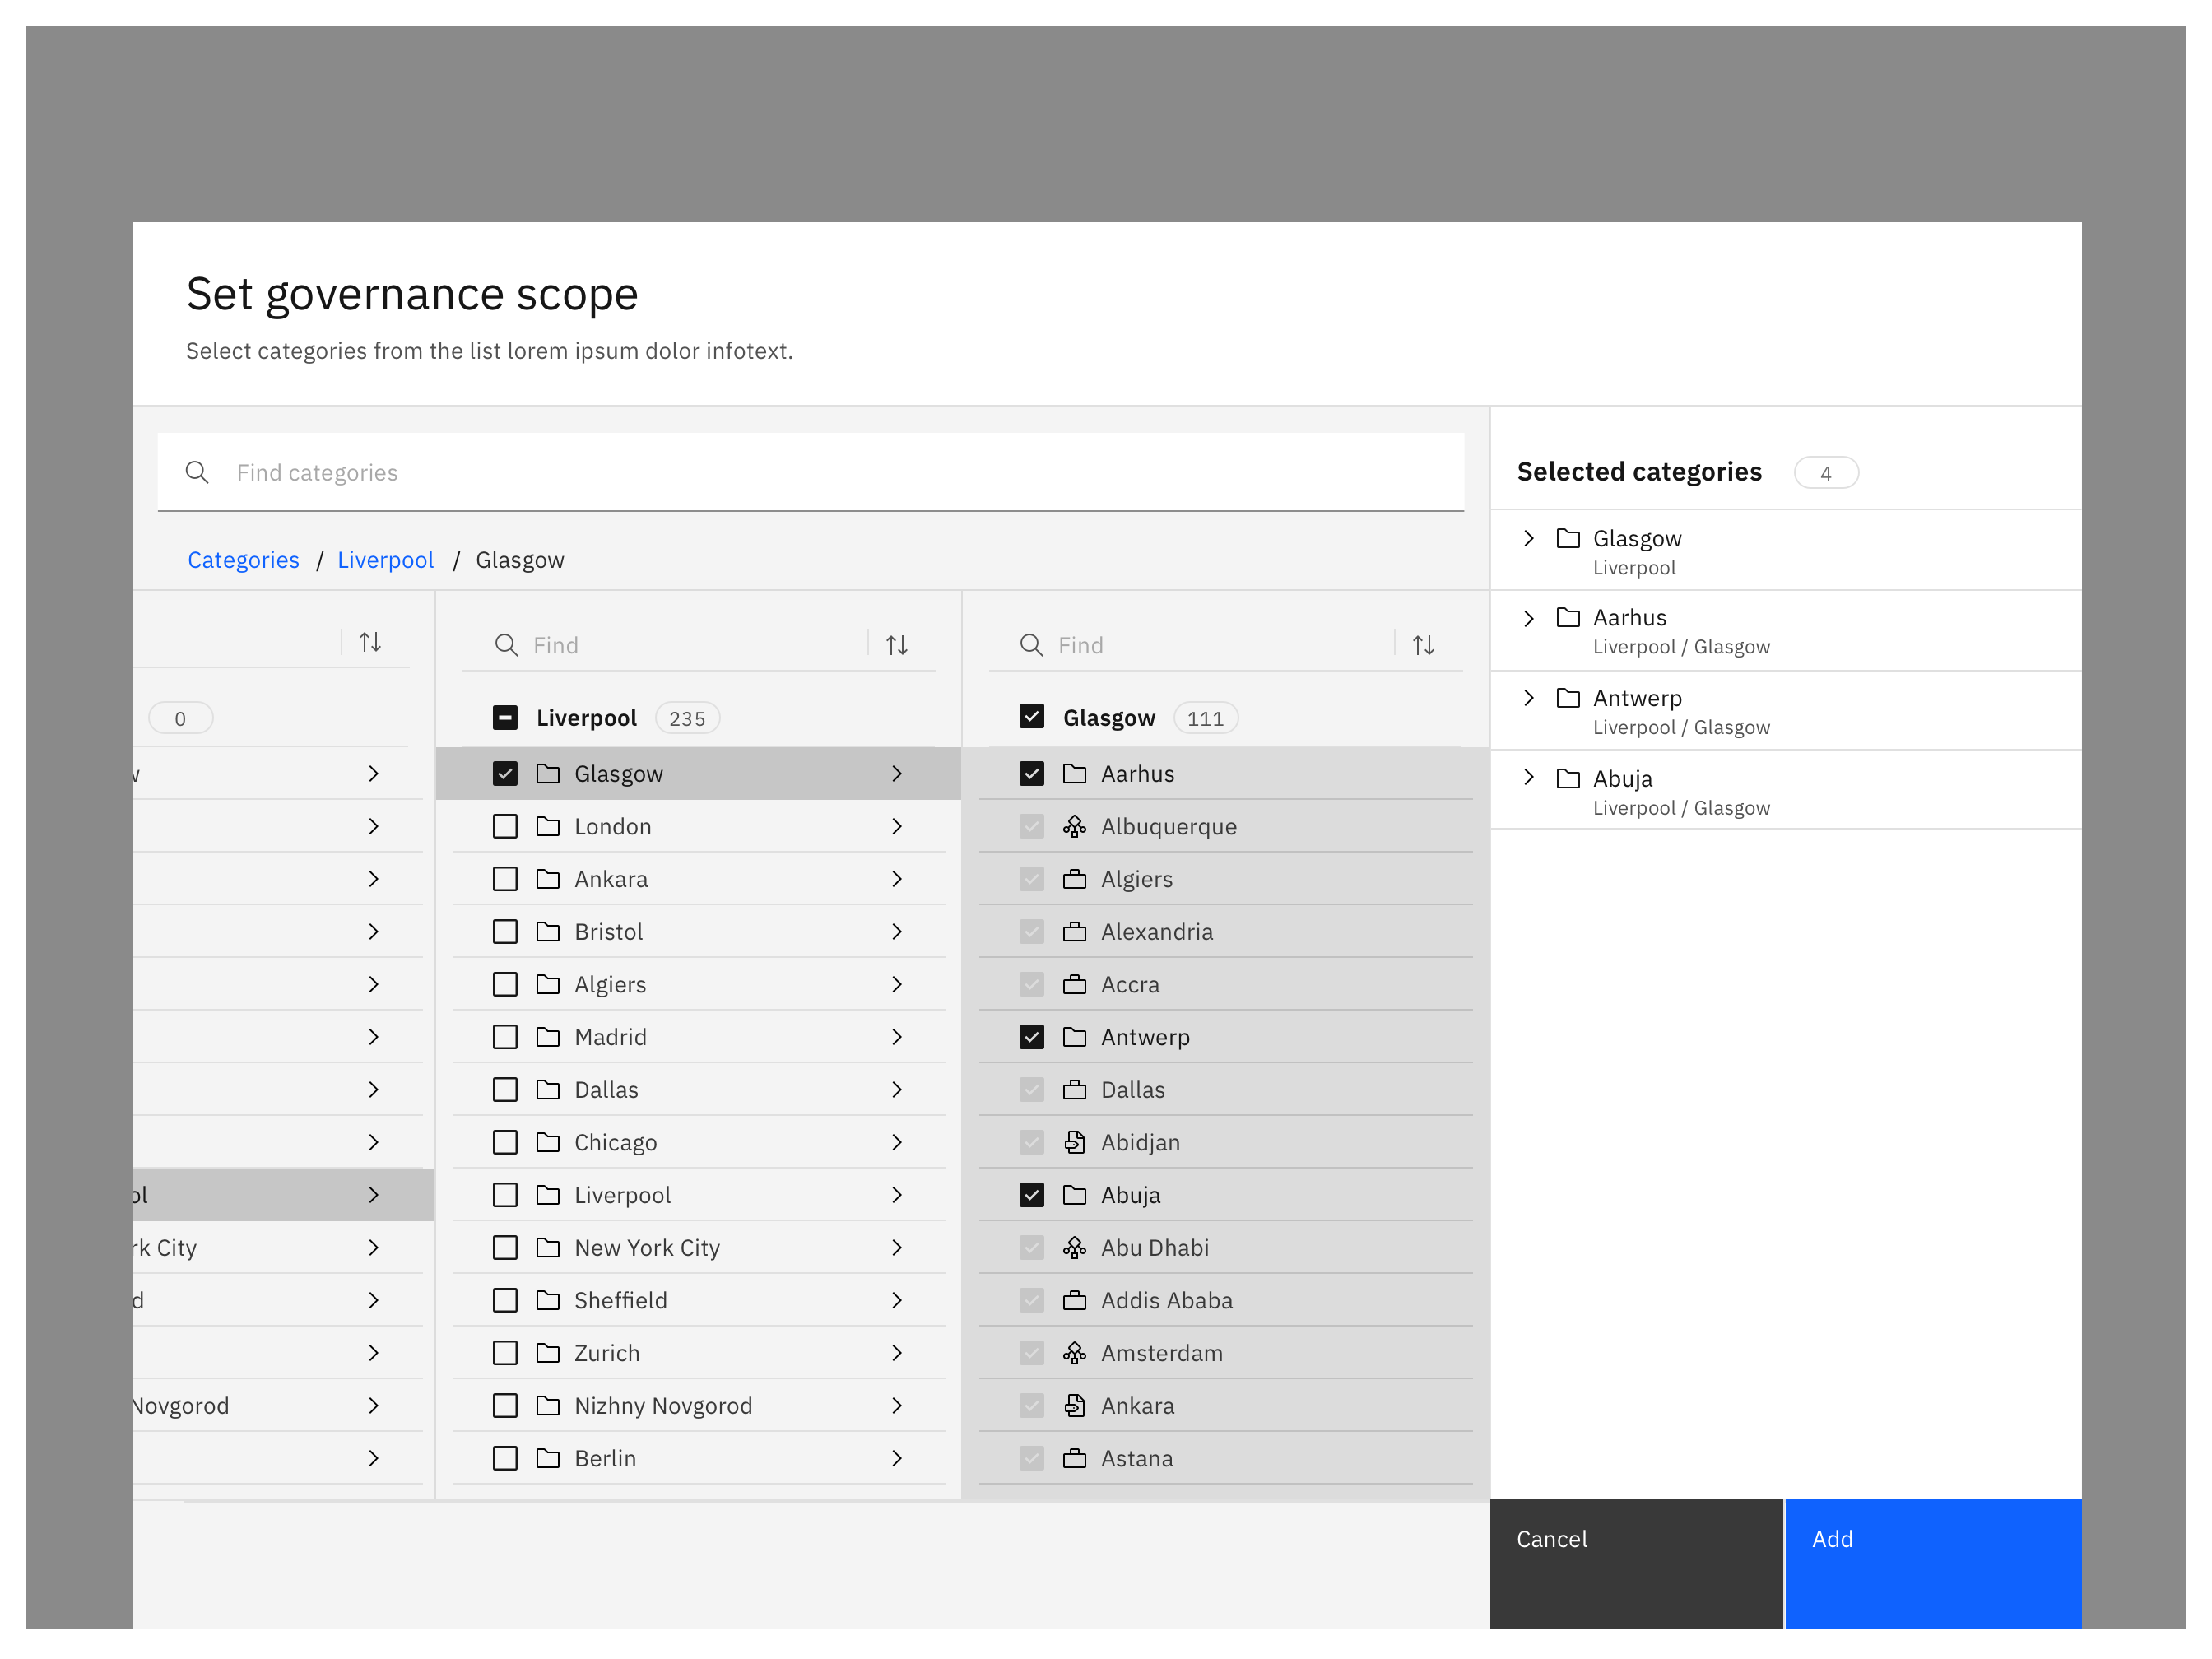 Set governance scope
Select categories from the list lorem ipsum dolor infotext.
Find categories
Categories / Liverpool / Glasgow
0
rk City
d
Novgorod
Find
Liverpool 235
Glasgow
London
Ankara
Bristol
Algiers
Madrid
Dallas
Chicago
Liverpool
New York City
Sheffield
Zurich
Nizhny Novgorod
Berlin
Find
Glasgow 111
Aarhus
Albuquerque
Algiers
Alexandria
Accra
Antwerp
Dallas
Abidjan
Abuja
Abu Dhabi
Addis Ababa
Amsterdam
Ankara
Astana
Selected categories 4
Glasgow
Liverpool
Aarhus
Liverpool / Glasgow
Antwerp
Liverpool / Glasgow
Abuja
Liverpool / Glasgow
Cancel
Add